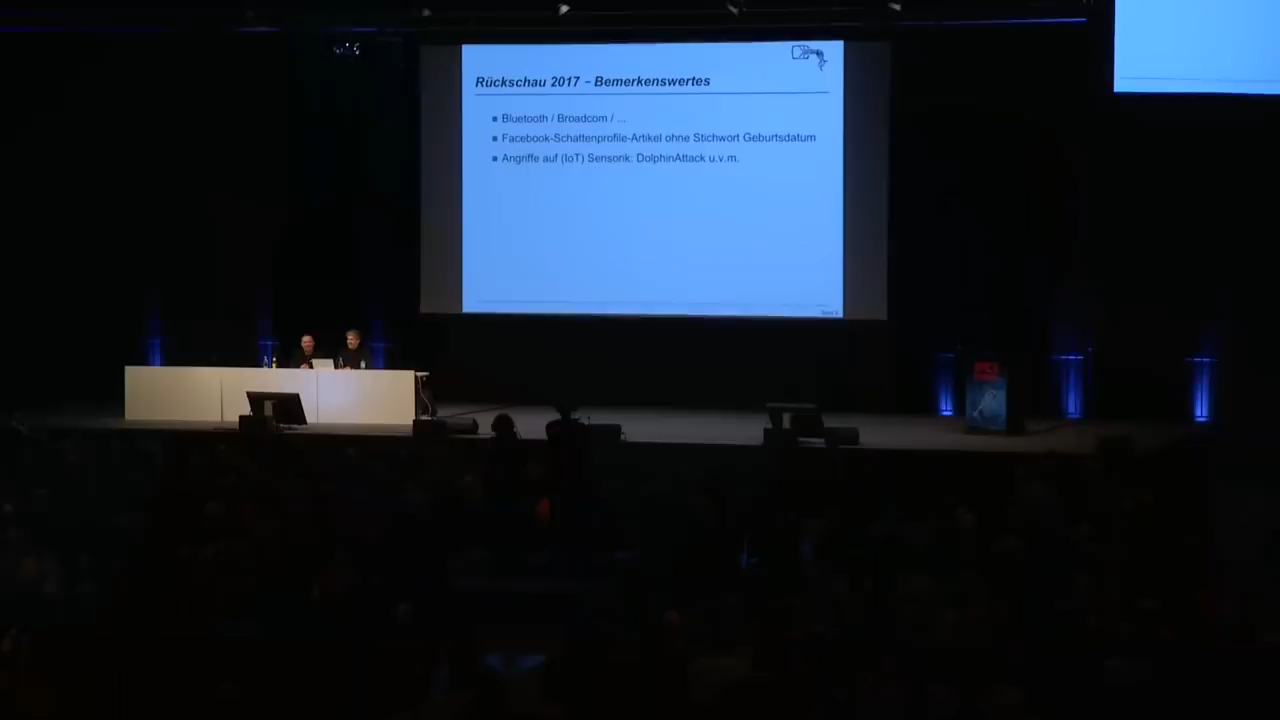 Rückschau 2017 – Bemerkenswertes
Bluetooth / Broadcom / ...
Facebook-Schattenprofile-Artikel ohne Stichwort Geburtsdatum
Angriffe auf (IoT) Sensorik: DolphinAttack u.v.m.